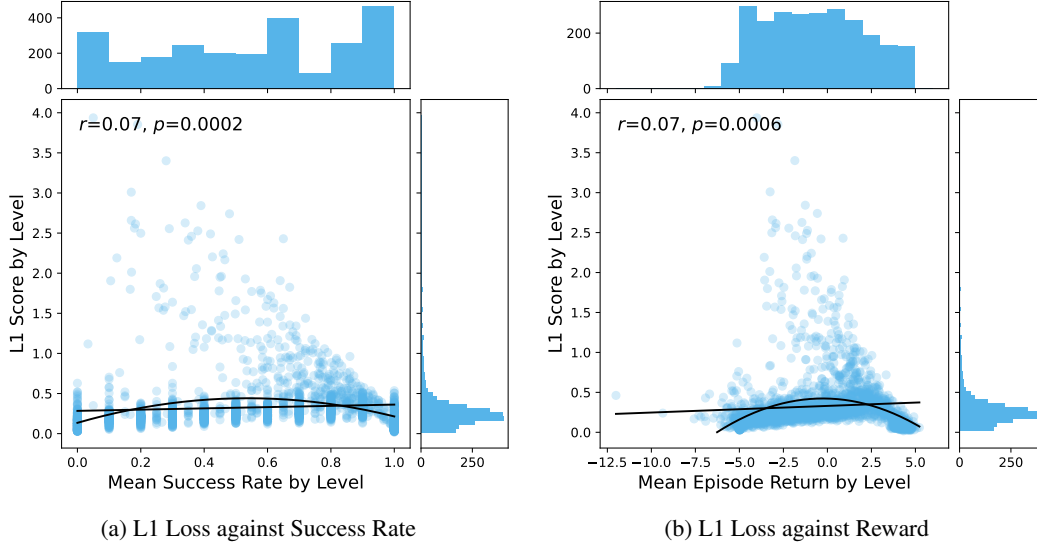 400
200
0
4.0
3.5
3.0
2.5
2.0
1.5
1.0
0.5
0.0
L1 Score by Level
r=0.07, p=0.0002
0.0 0.2 0.4 0.6 0.8 1.0
Mean Success Rate by Level
0 250
(a) L1 Loss against Success Rate
200
0
4.0
3.5
3.0
2.5
2.0
1.5
1.0
0.5
0.0
L1 Score by Level
r=0.07, p=0.0006
−12.5 −10.0 −7.5 −5.0 −2.5 0.0 2.5 5.0
Mean Episode Return by Level
0 250
(b) L1 Loss against Reward